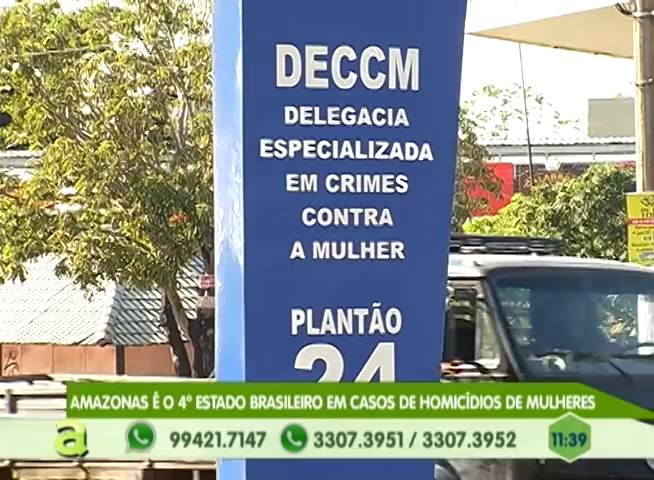 DECCM
DELEGACIA
ESPECIALIZADA
EM CRIMES
CONTRA
A MULHER
PLANTÃO
24
AMAZONAS É O 4º ESTADO BRASILEIRO EM CASOS DE HOMICÍDIOS DE MULHERES
a 99421.7147 3307.3951 / 3307.3952 11:39